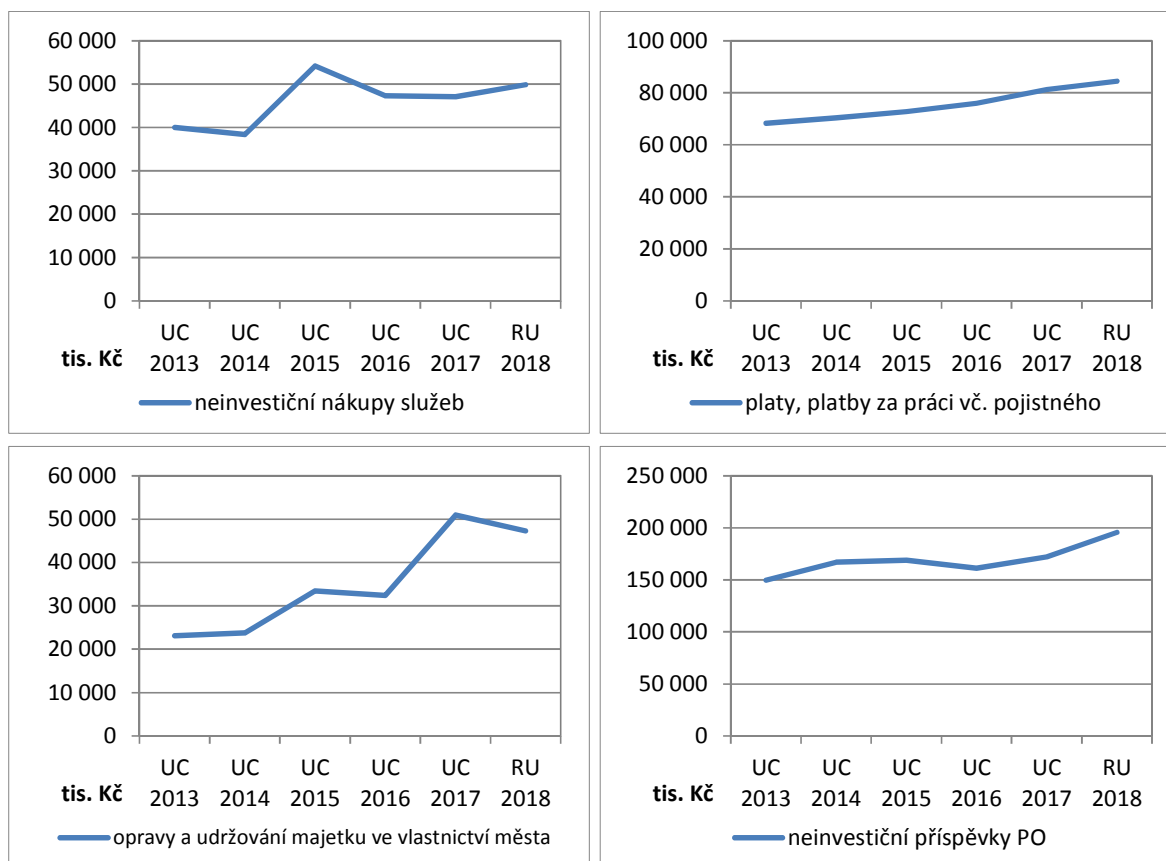 60 000
50 000
40 000
30 000
20 000
10 000
0
UC UC UC UC UC RU
tis. Kč 2013 2014 2015 2016 2017 2018
neinvestiční nákupy služeb
100 000
80 000
60 000
40 000
20 000
0
UC UC UC UC UC RU
tis. Kč 2013 2014 2015 2016 2017 2018
platy, platby za práci vč. pojistného
60 000
50 000
40 000
30 000
20 000
10 000
0
UC UC UC UC UC RU
tis. Kč 2013 2014 2015 2016 2017 2018
opravy a udržování majetku ve vlastnictví města
250 000
200 000
150 000
100 000
50 000
0
UC UC UC UC UC RU
tis. Kč 2013 2014 2015 2016 2017 2018
neinvestiční příspěvky PO